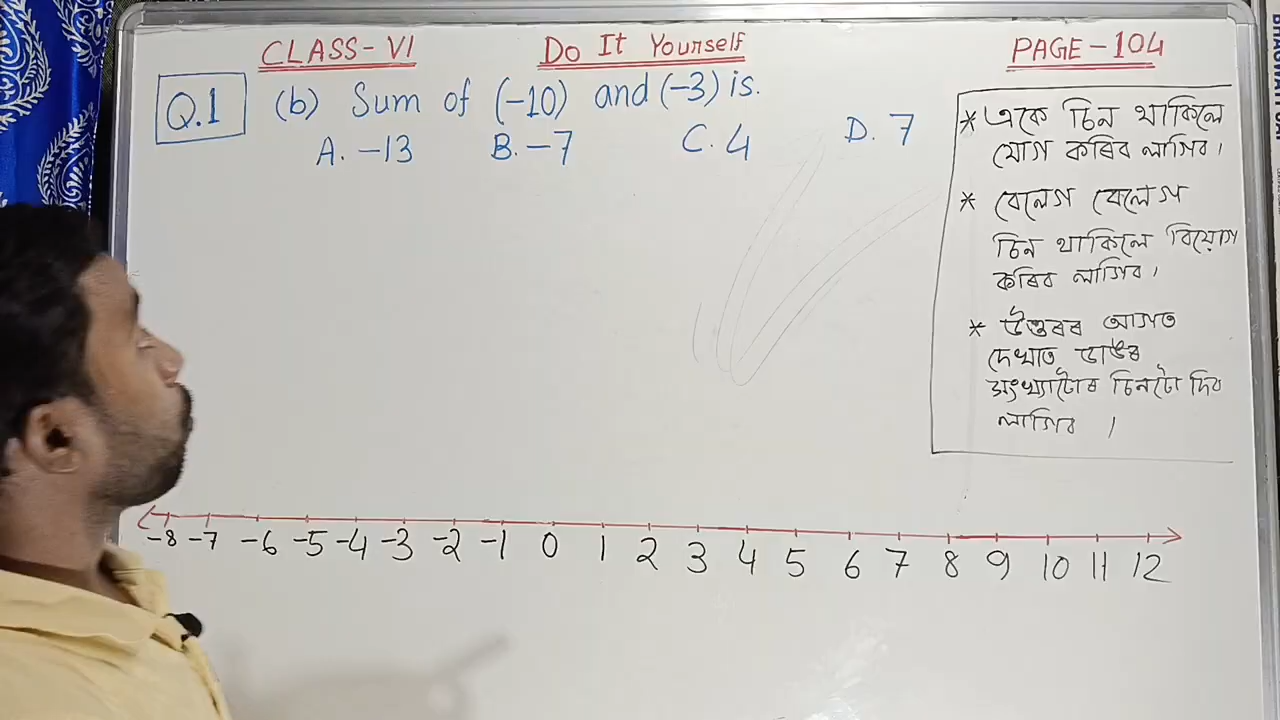 CLASS-VI Do It Yourself PAGE-104
Q.1 (b) Sum of (-10) and (-3) is.
A. -13 B. -7 C. 4 D. 7
* একে চিন থাকিলে
যোগ কৰিব লাগিব।
* বেলেগ বেলেগ
চিন থাকিলে বিয়োগ
কৰিব লাগিব।
* উত্তৰৰ আগত
দেখাত ডাঙৰ
সংখ্যাটোৰ চিনটো দিব
লাগিব ।
-8 -7 -6 -5 -4 -3 -2 -1 0 1 2 3 4 5 6 7 8 9 10 11 12